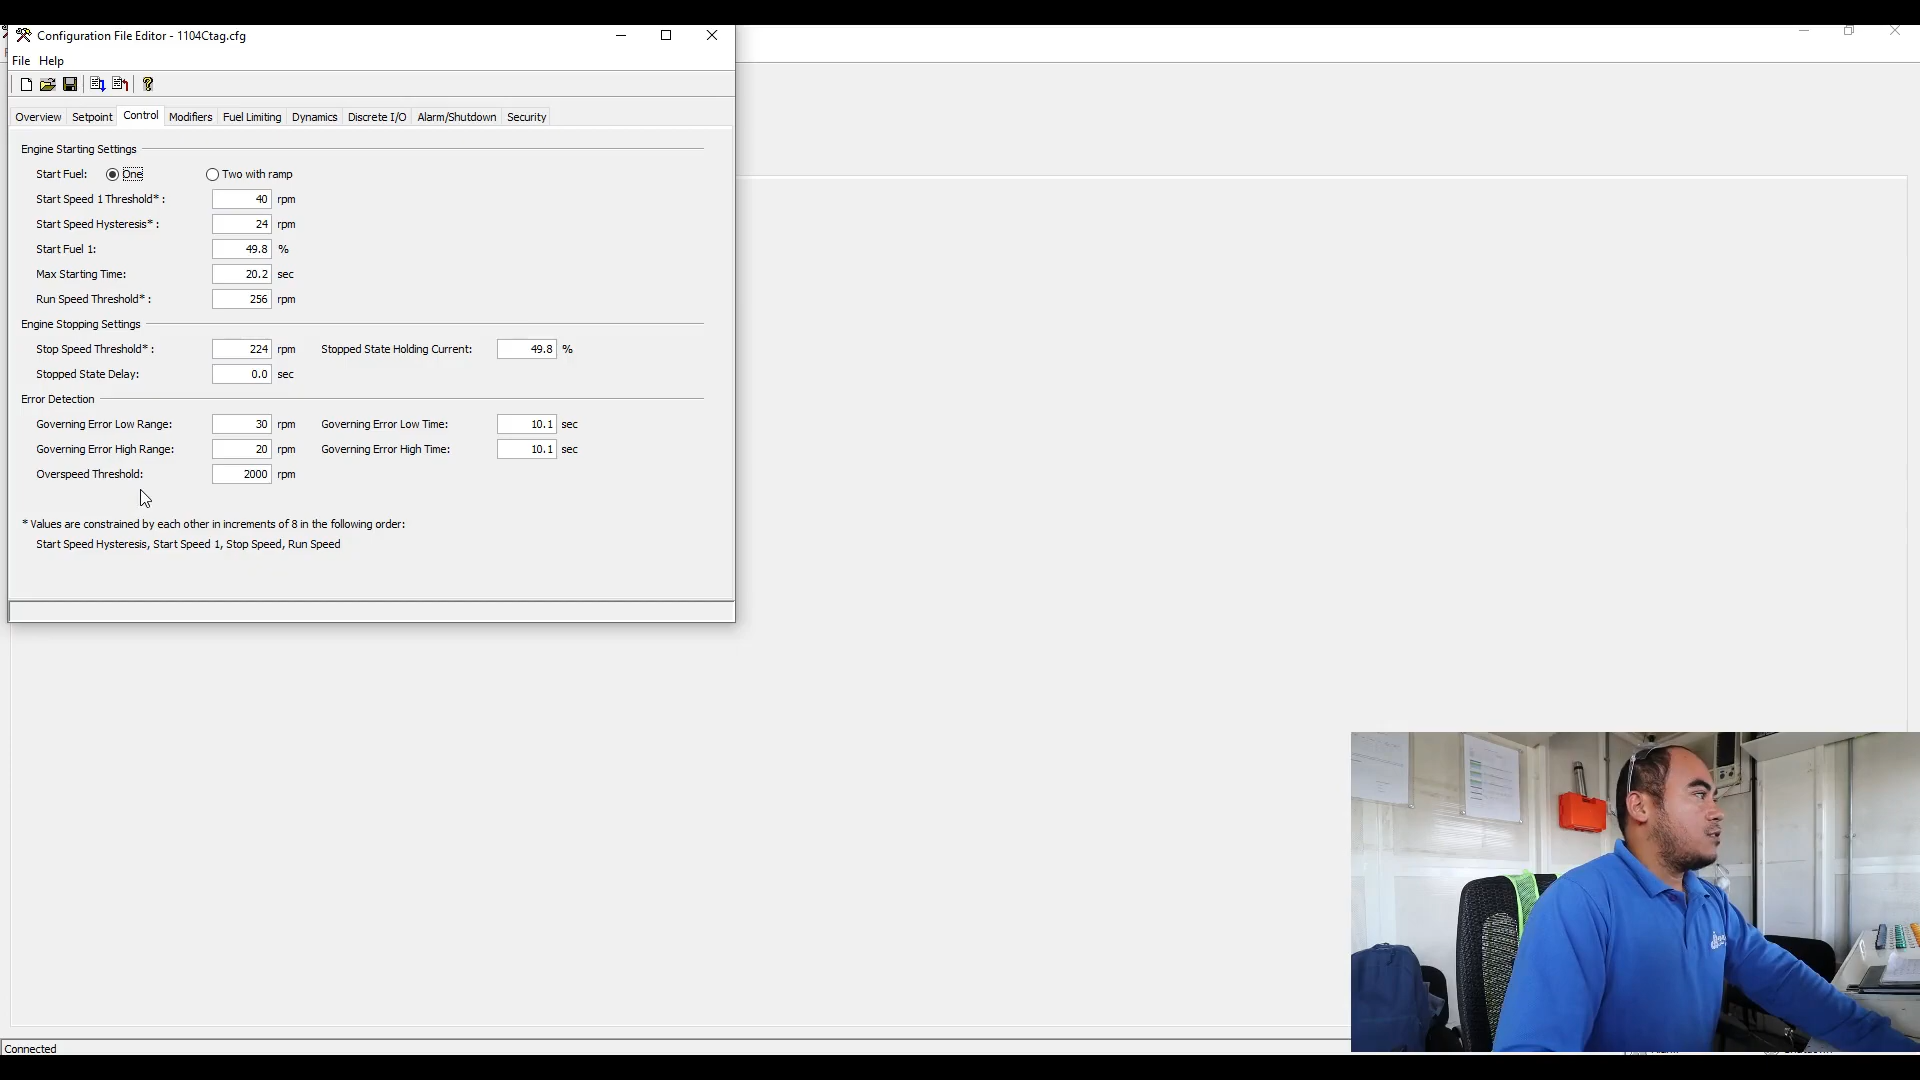 Configuration File Editor - 1104Ctag.cfg
File Help
Overview Setpoint Control Modifiers Fuel Limiting Dynamics Discrete I/O Alarm/Shutdown Security
Engine Starting Settings
Start Fuel: One Two with ramp
Start Speed 1 Threshold* : 40 rpm
Start Speed Hysteresis* : 24 rpm
Start Fuel 1: 49.8 %
Max Starting Time: 20.2 sec
Run Speed Threshold* : 256 rpm
Engine Stopping Settings
Stop Speed Threshold* : 224 rpm Stopped State Holding Current: 49.8 %
Stopped State Delay: 0.0 sec
Error Detection
Governing Error Low Range: 30 rpm Governing Error Low Time: 10.1 sec
Governing Error High Range: 20 rpm Governing Error High Time: 10.1 sec
Overspeed Threshold: 2000 rpm
* Values are constrained by each other in increments of 8 in the following order:
Start Speed Hysteresis, Start Speed 1, Stop Speed, Run Speed
Connected